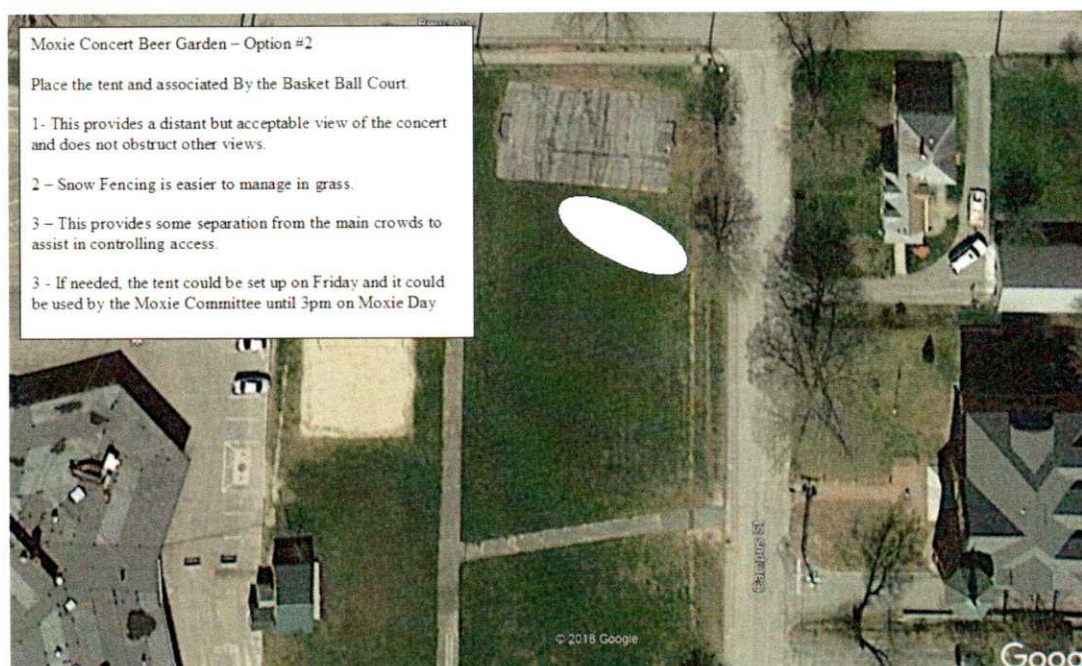 Moxie Concert Beer Garden – Option #2
Place the tent and associated By the Basket Ball Court
1- This provides a distant but acceptable view of the concert
and does not obstruct other views.
2 – Snow Fencing is easier to manage in grass.
3 – This provides some separation from the main crowds to
assist in controlling access.
3 - If needed, the tent could be set up on Friday and it could
be used by the Moxie Committee until 3pm on Moxie Day
Campus St
© 2018 Google
Goog